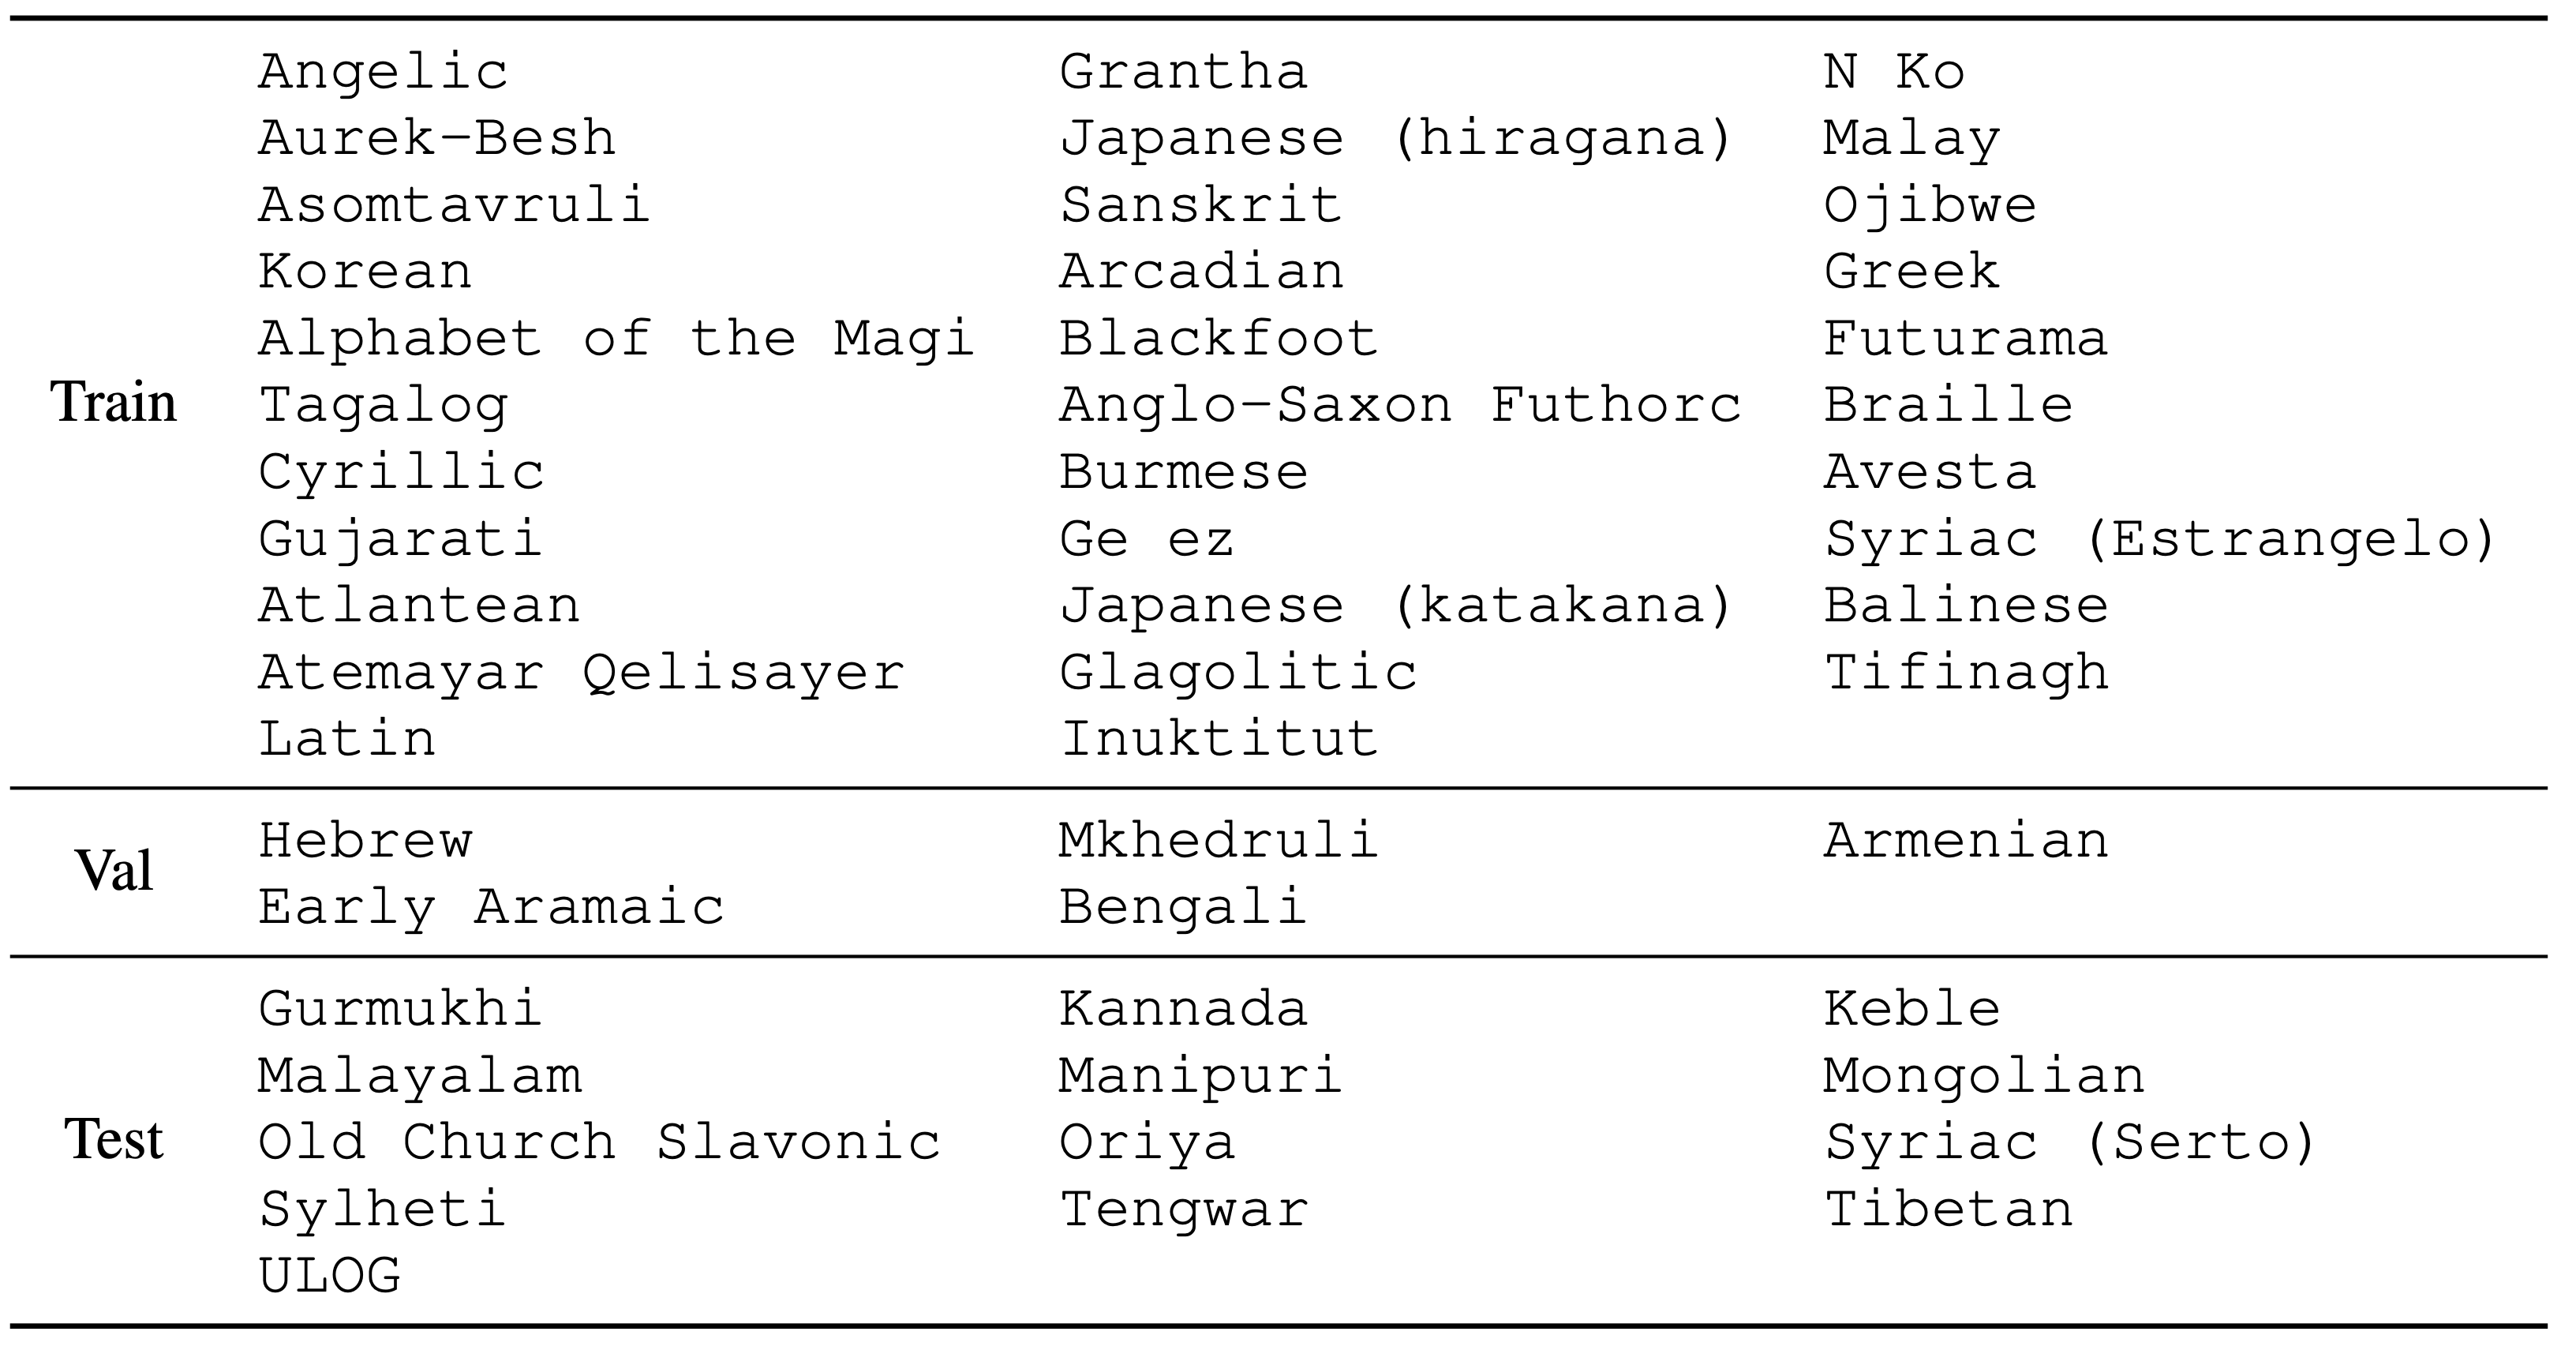 Angelic Grantha N Ko
Aurek-Besh Japanese (hiragana) Malay
Asomtavruli Sanskrit Ojibwe
Korean Arcadian Greek
Alphabet of the Magi Blackfoot Futurama
Train Tagalog Anglo-Saxon Futhorc Braille
Cyrillic Burmese Avesta
Gujarati Ge ez Syriac (Estrangelo)
Atlantean Japanese (katakana) Balinese
Atemayar Qelisayer Glagolitic Tifinagh
Latin Inuktitut
Val
Hebrew Mkhedruli Armenian
Early Aramaic Bengali
Gurmukhi Kannada Keble
Malayalam Manipuri Mongolian
Test Old Church Slavonic Oriya Syriac (Serto)
Sylheti Tengwar Tibetan
ULOG